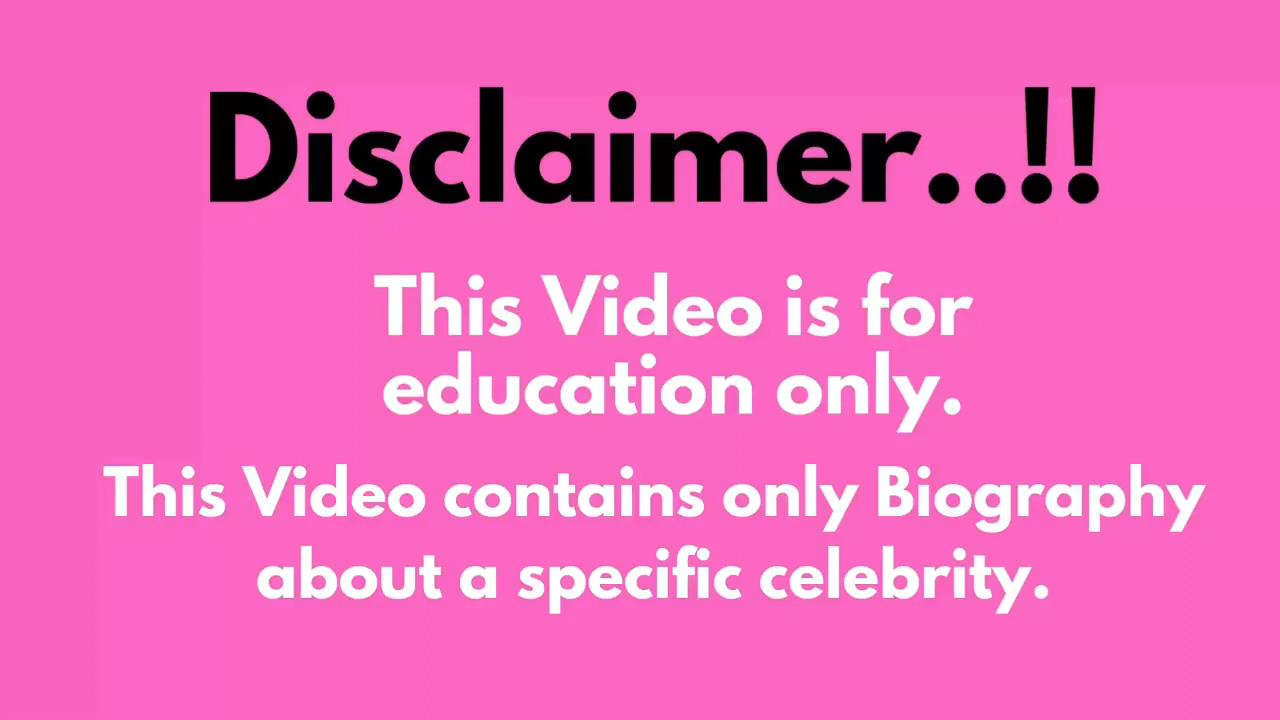 Disclaimer..!!
This Video is for
education only.
This Video contains only Biography
about a specific celebrity.